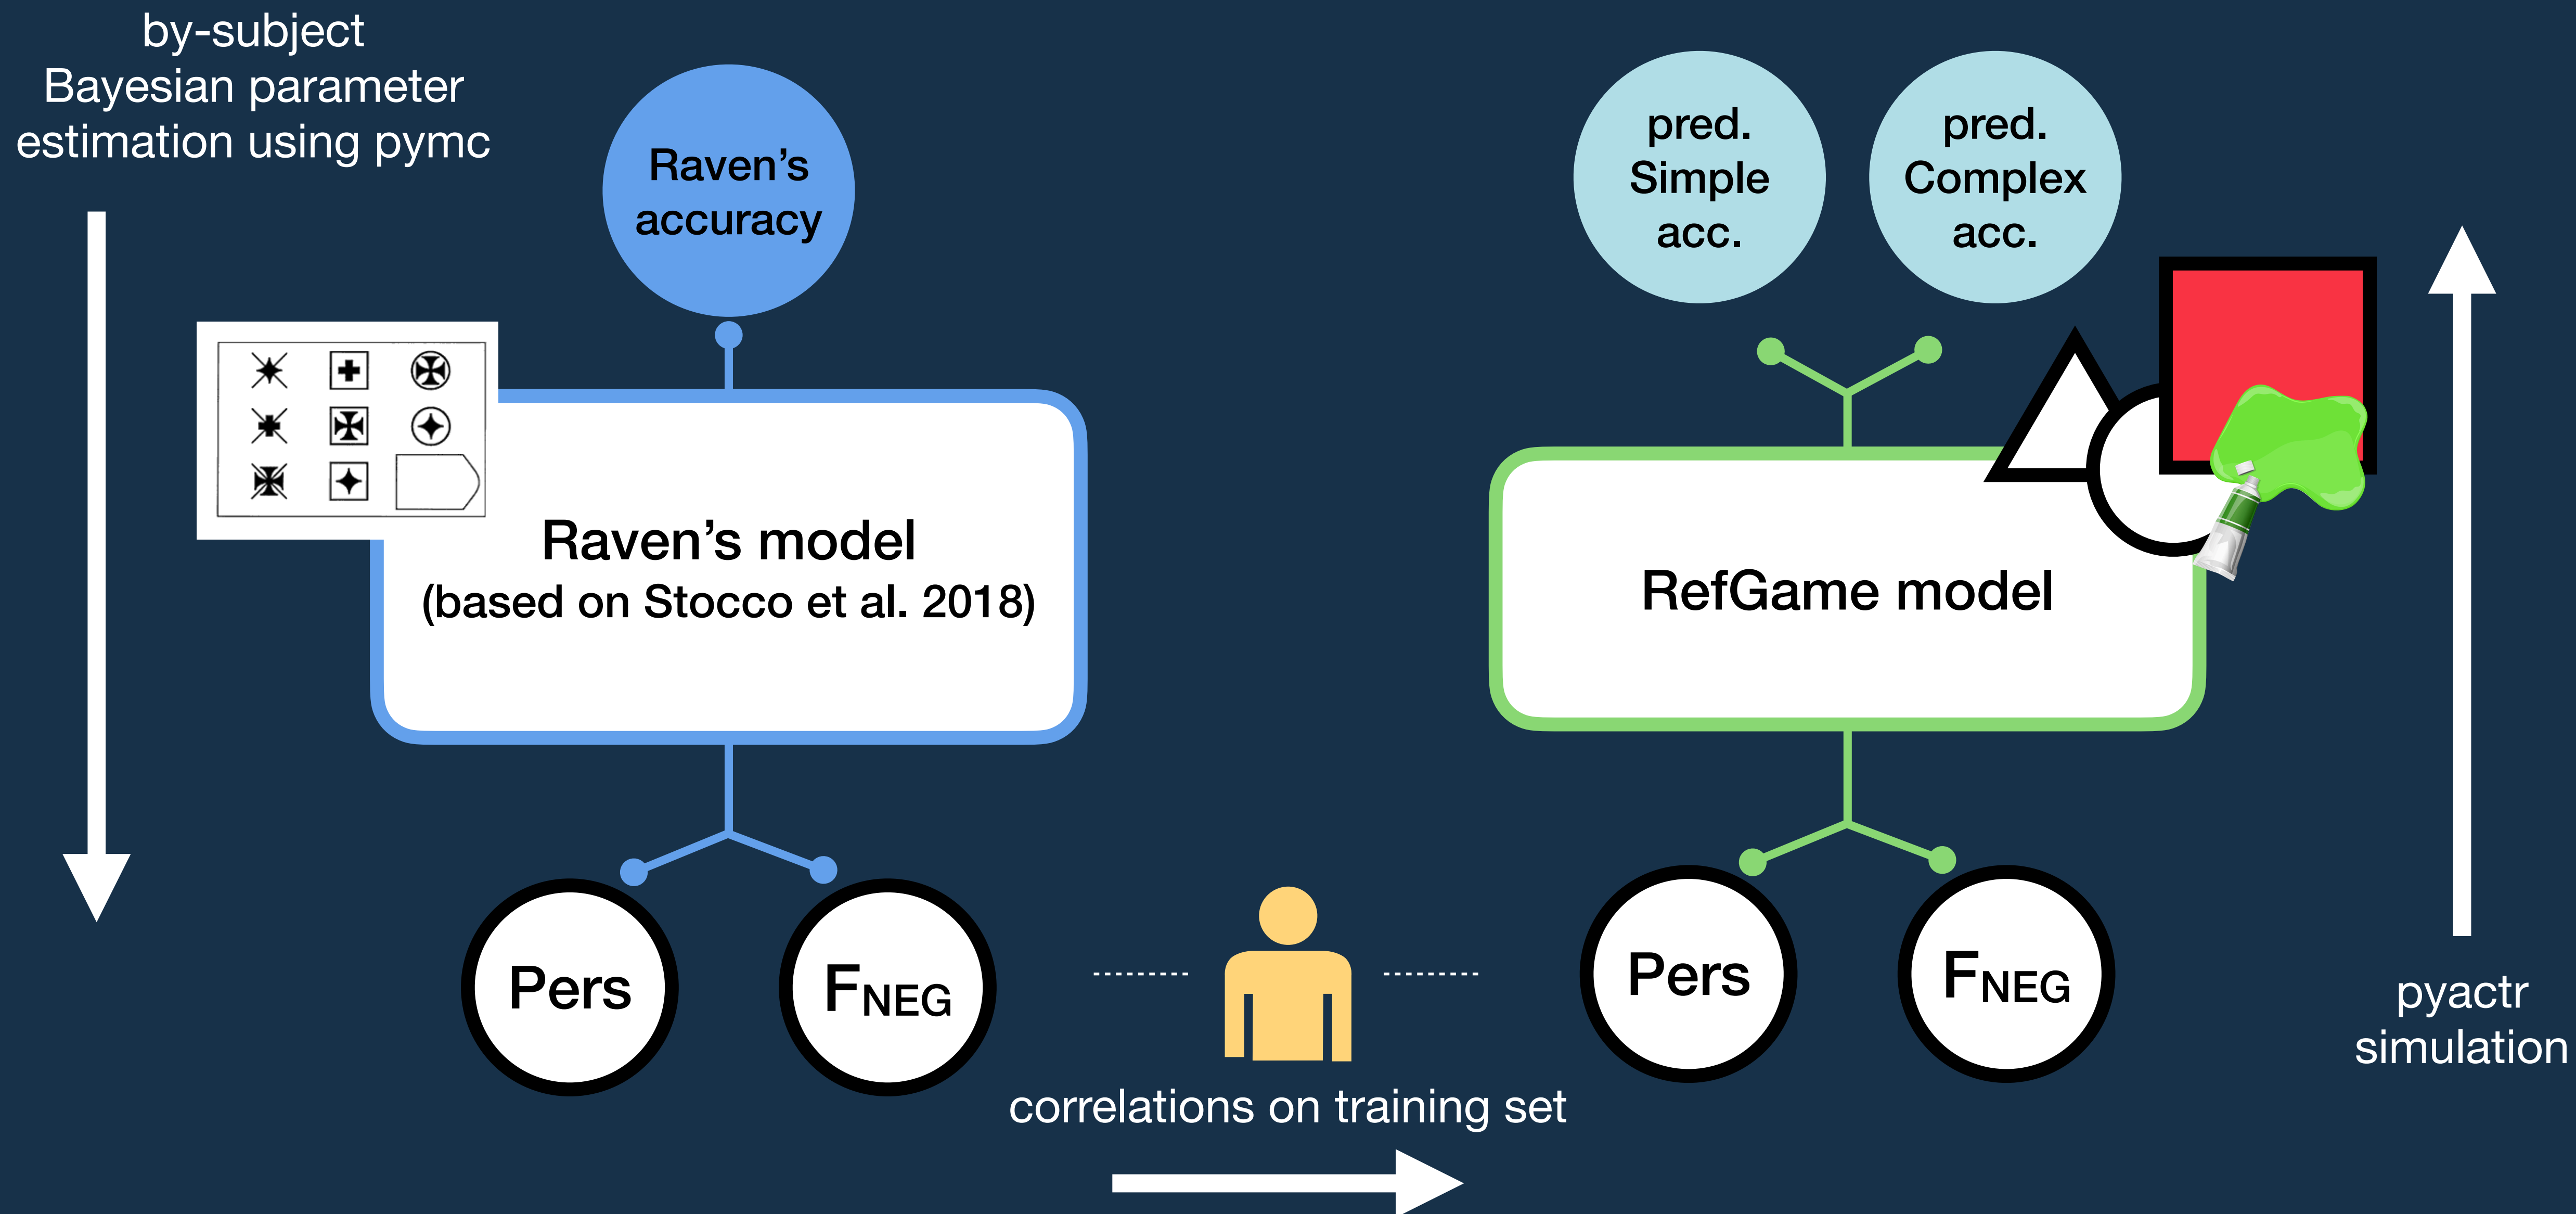 by-subject
Bayesian parameter
estimation using pymc
Raven's
accuracy
Raven's model
(based on Stocco et al. 2018)
Pers
FNEG
correlations on training set
pred.
Simple
acc.
pred.
Complex
acc.
RefGame model
Pers
FNEG
pyactr
simulation